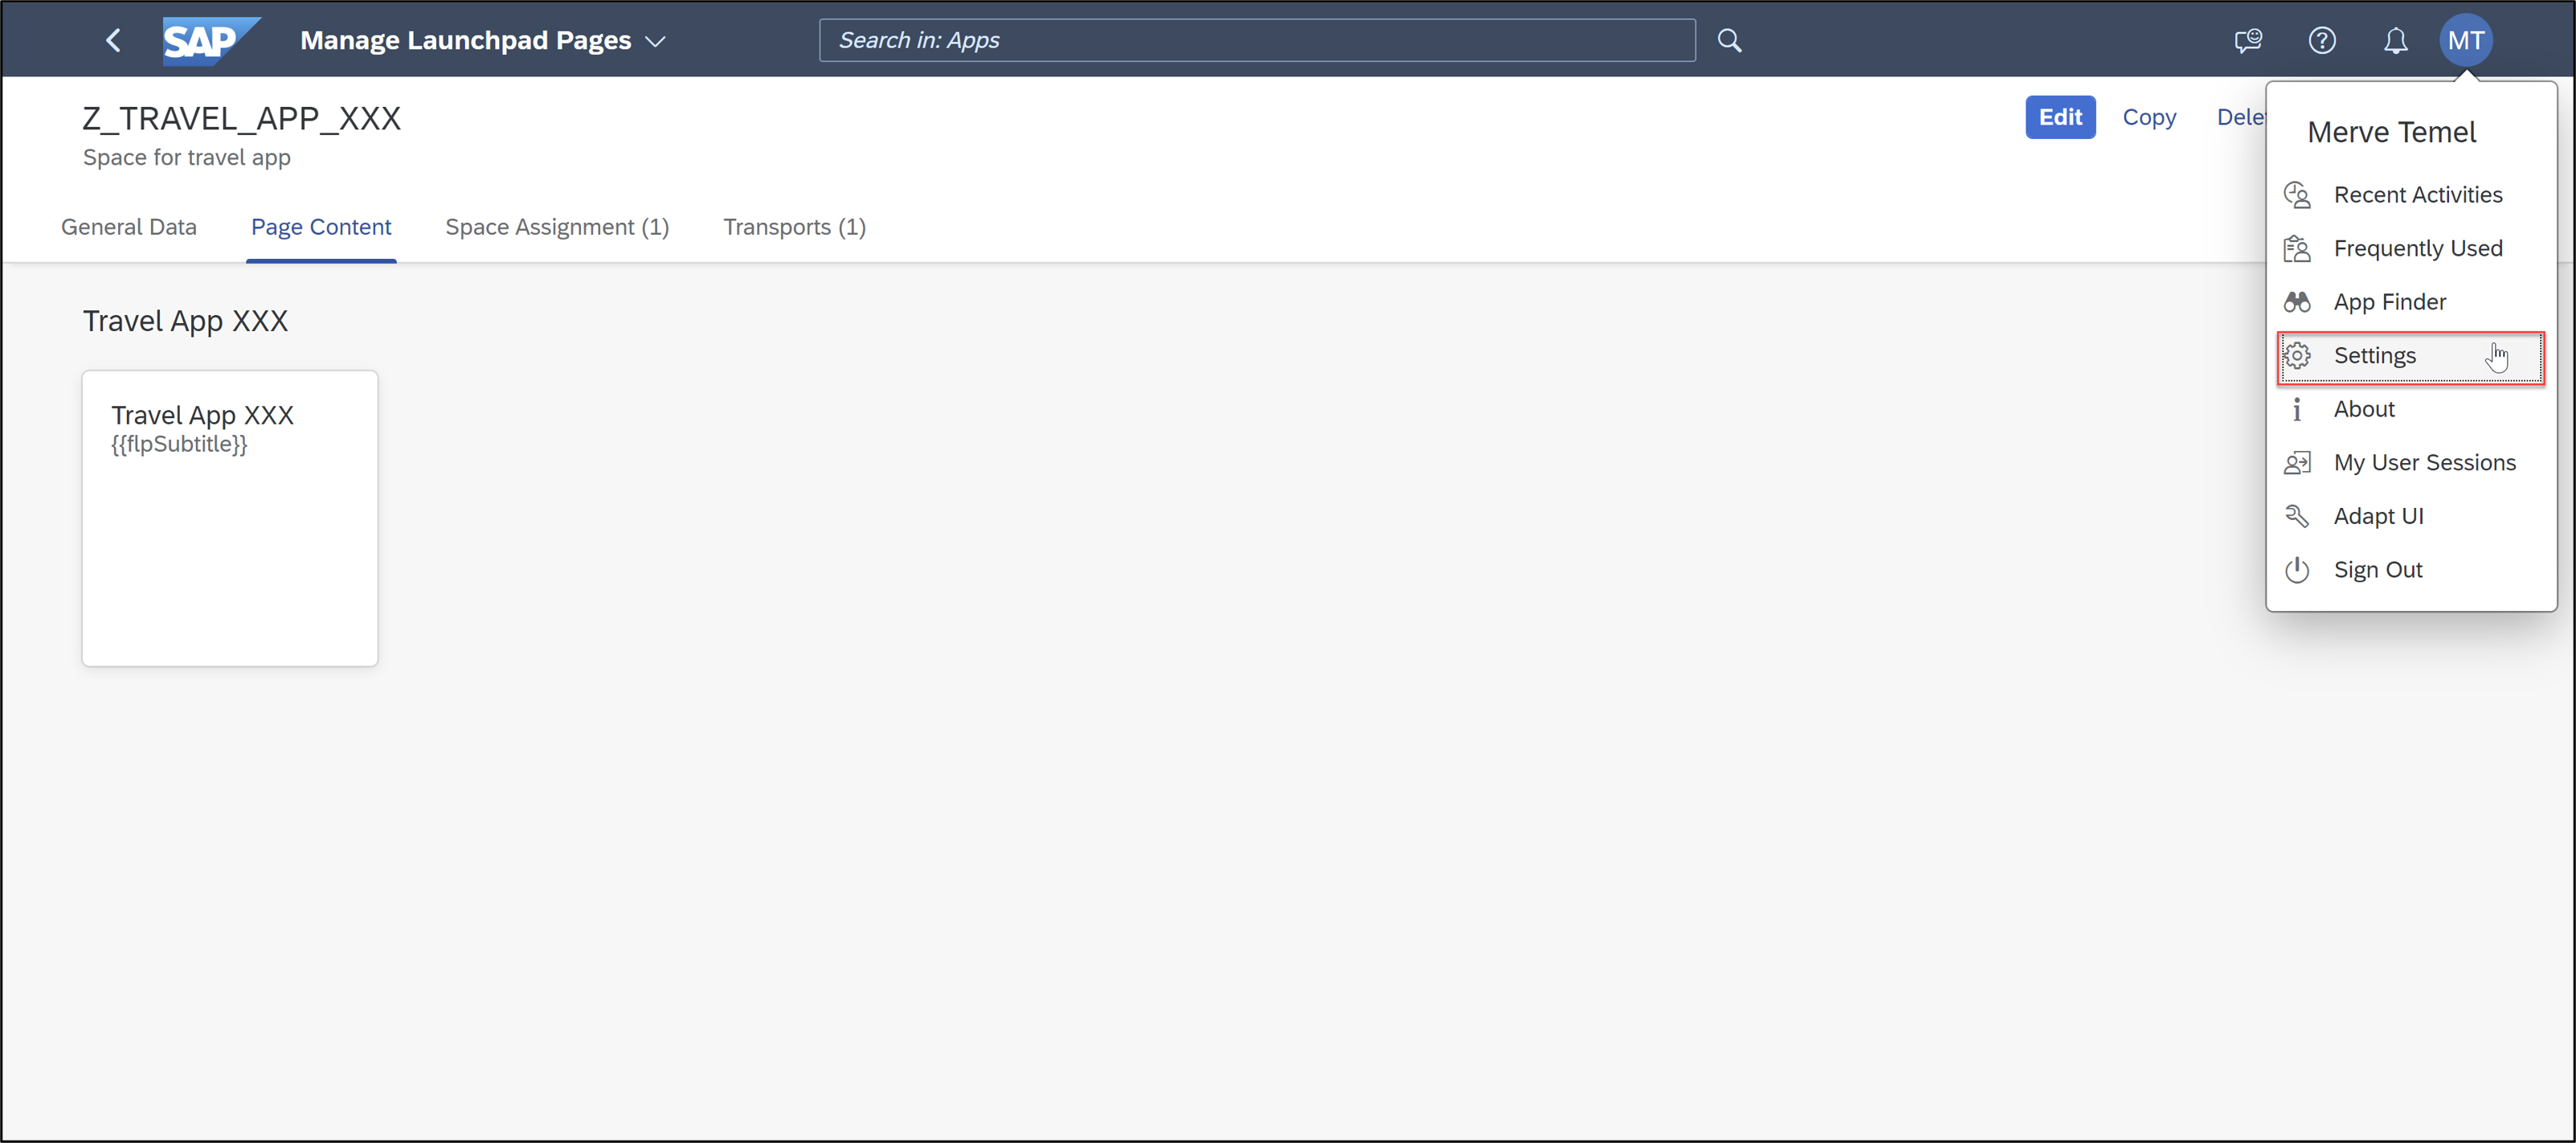 SAP
Manage Launchpad Pages
Search in: Apps
MT
Z_TRAVEL_APP_XXX
Space for travel app
Edit
Copy
General Data
Page Content
Space Assignment (1)
Transports (1)
Travel App XXX
Travel App XXX
{{flpSubtitle}}
Merve Temel
Recent Activities
Frequently Used
App Finder
Settings
About
My User Sessions
Adapt UI
Sign Out